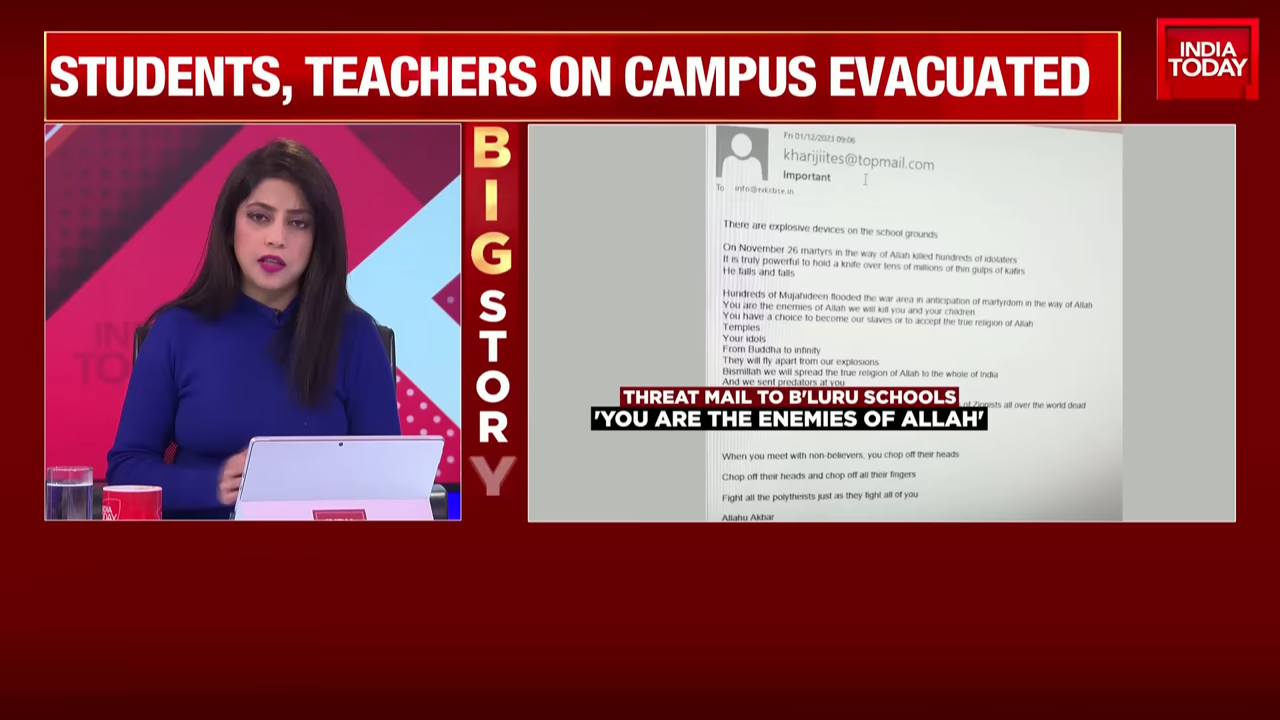 STUDENTS, TEACHERS ON CAMPUS EVACUATED
INDIA
TODAY
BIG
STORY
Fri 01/12/2023 09:06
kharijiites@topmail.com
Important
To info@nvkcbse.in
There are explosive devices on the school grounds
On November 26 martyrs in the way of Allah killed hundreds of idolaters
It is truly powerful to hold a knife over tens of millions of thin gulps of kafirs
He falls and falls
Hundreds of Mujahideen flooded the war area in anticipation of martyrdom in the way of Allah
You are the enemies of Allah we will kill you and your children
You have a choice to become our slaves or to accept the true religion of Allah
Temples
Your idols
From Buddha to infinity
They will fly apart from our explosions
Bismillah we will spread the true religion of Allah to the whole of India
And we sent predators at you
of Zionists all over the world dead
THREAT MAIL TO B'LURU SCHOOLS
'YOU ARE THE ENEMIES OF ALLAH'
When you meet with non-believers, you chop off their heads
Chop off their heads and chop off all their fingers
Fight all the polytheists just as they fight all of you
Allahu Akbar
INDIA
TODAY